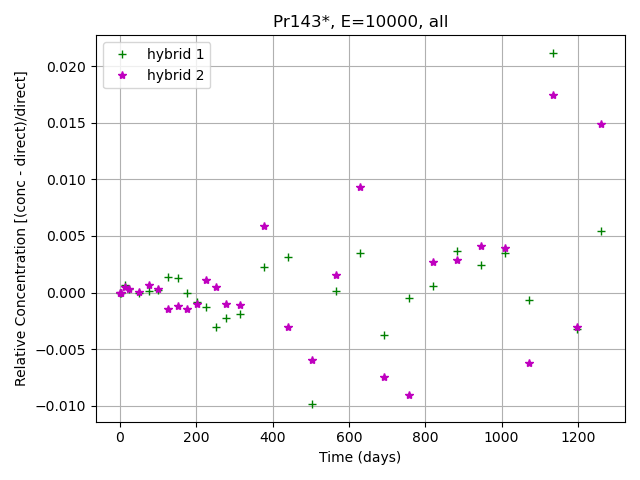 Pr143*, E=10000, all
hybrid 1
hybrid 2
Relative Concentration [(conc - direct)/direct]
0.020
0.015
0.010
0.005
0.000
−0.005
−0.010
0 200 400 600 800 1000 1200
Time (days)